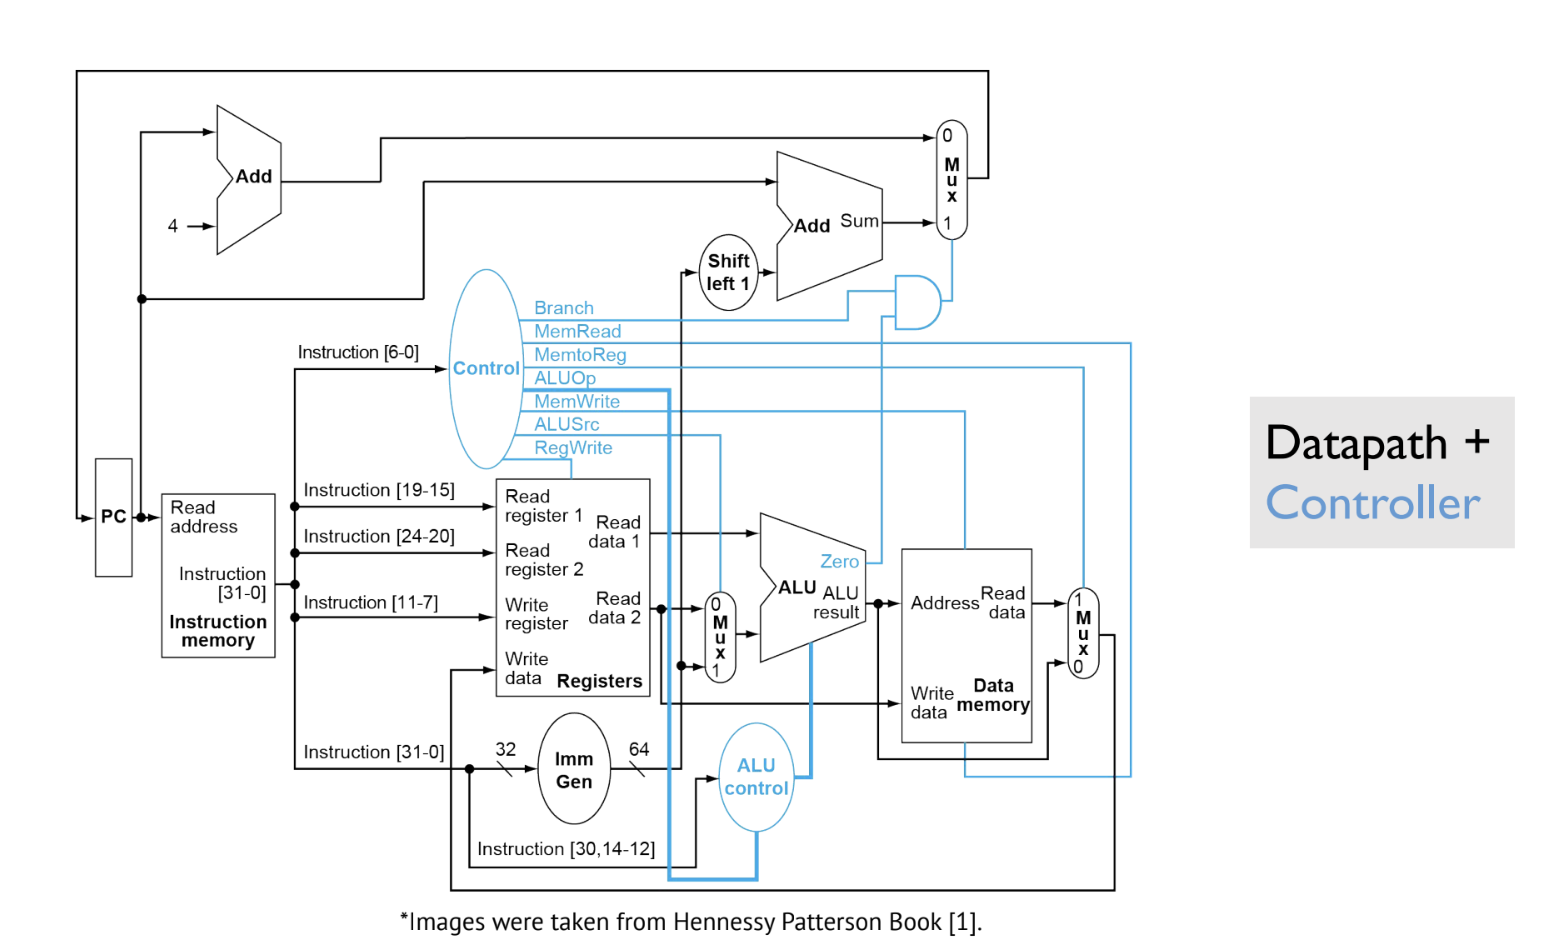 0
Mux
1
Add
4
Add Sum
Shift
left 1
Branch
MemRead
MemtoReg
ALUOp
MemWrite
ALUSrc
RegWrite
Control
Instruction [6-0]
Instruction [19-15]
Instruction [24-20]
Instruction [11-7]
Instruction [31-0]
Instruction [30,14-12]
PC
Read
address
Instruction
[31-0]
Instruction
memory
Read
register 1
Read
register 2
Write
register
Write
data
Read
data 1
Read
data 2
Registers
32
Imm
Gen
64
0
Mux
1
Zero
ALU
ALU
result
ALU
control
Address
Read
data
Write
data
Data
memory
1
Mux
0
Datapath +
Controller
*Images were taken from Hennessy Patterson Book [1].